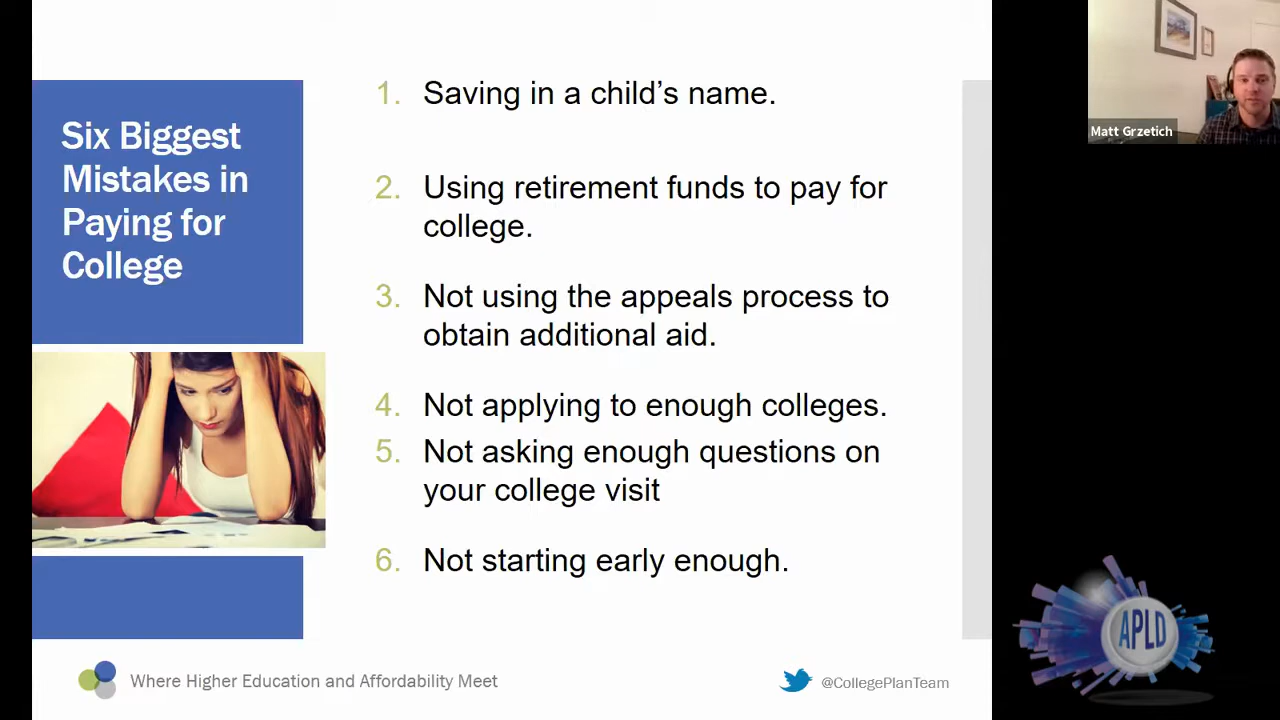 Six Biggest
Mistakes in
Paying for
College
1. Saving in a child’s name.
2. Using retirement funds to pay for
college.
3. Not using the appeals process to
obtain additional aid.
4. Not applying to enough colleges.
5. Not asking enough questions on
your college visit
6. Not starting early enough.
Where Higher Education and Affordability Meet
@CollegePlanTeam
Matt Grzetich
APLD